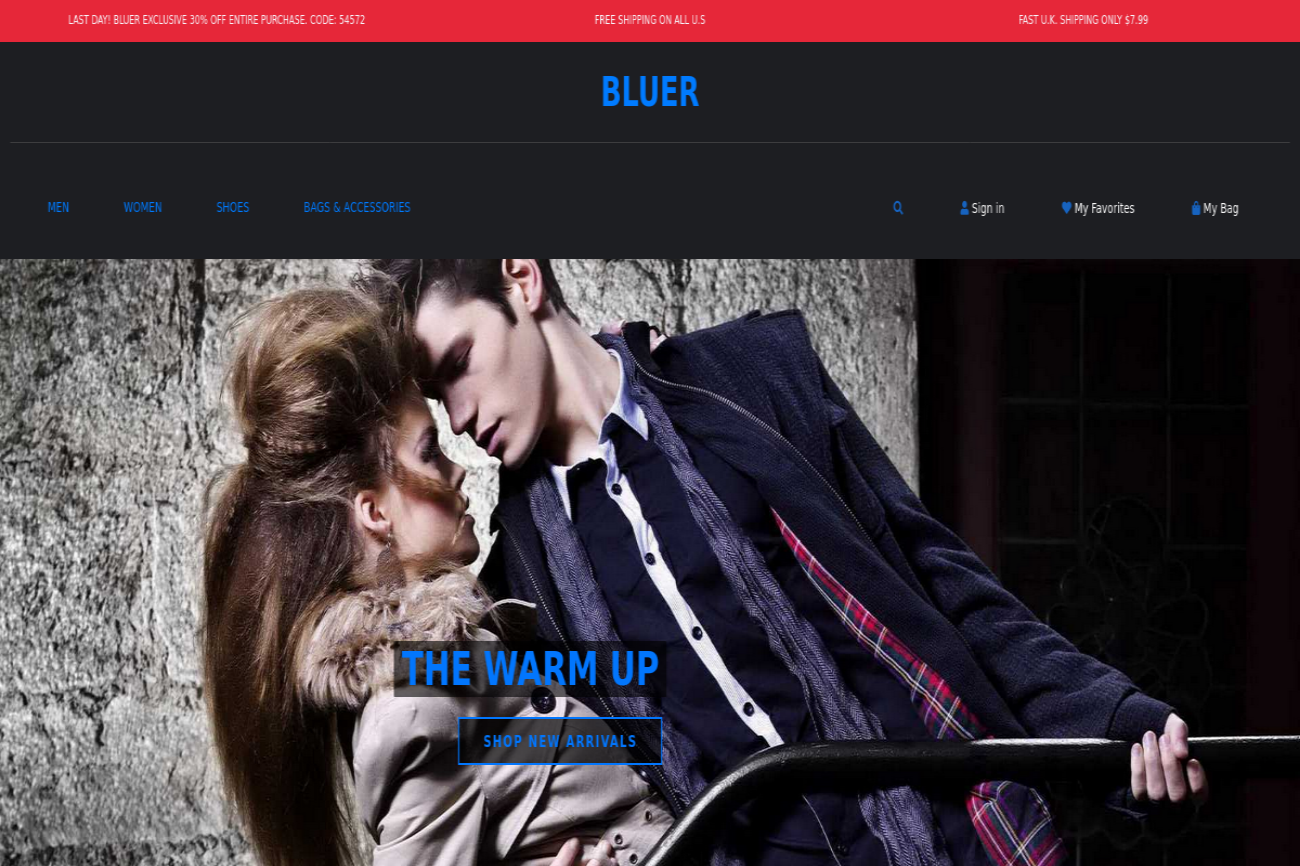 LAST DAY! BLUER EXCLUSIVE 30% OFF ENTIRE PURCHASE. CODE: 54572
FREE SHIPPING ON ALL U.S
FAST U.K. SHIPPING ONLY $7.99
BLUER
MEN
WOMEN
SHOES
BAGS & ACCESSORIES
Sign in
My Favorites
My Bag
THE WARM UP
SHOP NEW ARRIVALS